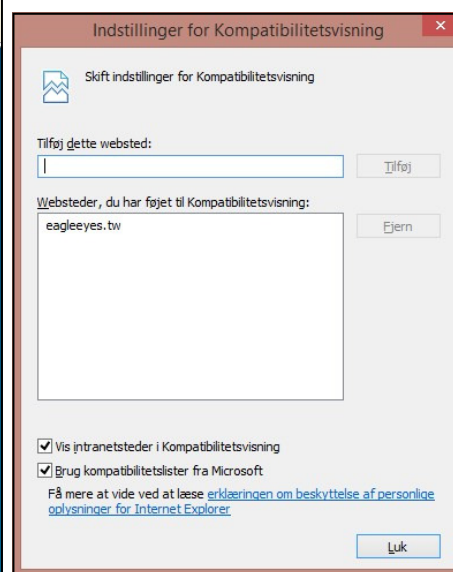 Indstillinger for Kompatibilitetsvisning
Skift indstillinger for Kompatibilitetsvisning
Tilføj dette websted:
Tilføj
Websteder, du har føjet til Kompatibilitetsvisning:
eagleeyes.tw
Fjern
Vis intranetsteder i Kompatibilitetsvisning
Brug kompatibilitetslister fra Microsoft
Få mere at vide ved at læse erklæringen om beskyttelse af personlige
oplysninger for Internet Explorer
Luk